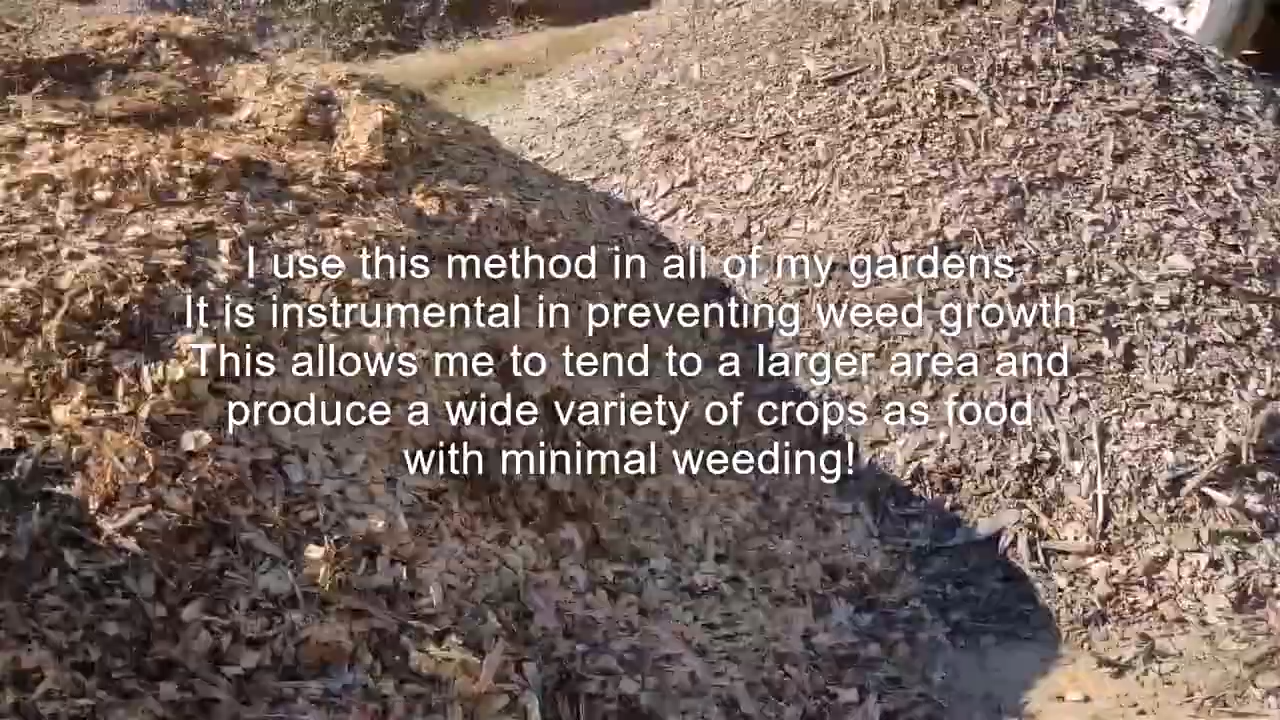 I use this method in all of my gardens.
It is instrumental in preventing weed growth
This allows me to tend to a larger area and
produce a wide variety of crops as food
with minimal weeding!